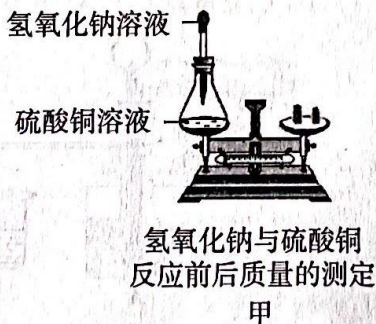 氢氧化钠溶液
硫酸铜溶液
氢氧化钠与硫酸铜
反应前后质量的测定
甲